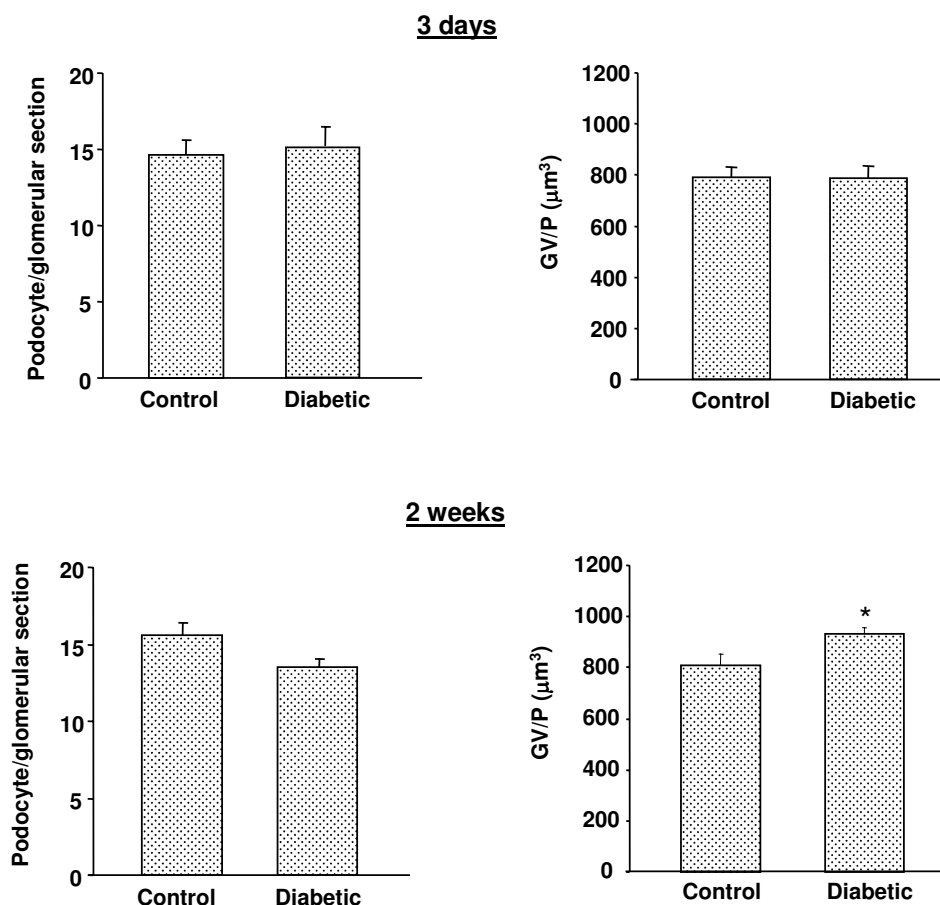 3 days
Podocyte/glomerular section
20
15
10
5
0
Control Diabetic
GV/P (μm³)
1200
1000
800
600
400
200
0
Control Diabetic
2 weeks
Podocyte/glomerular section
20
15
10
5
0
Control Diabetic
GV/P (μm³)
1200
1000
800
600
400
200
0
*
Control Diabetic